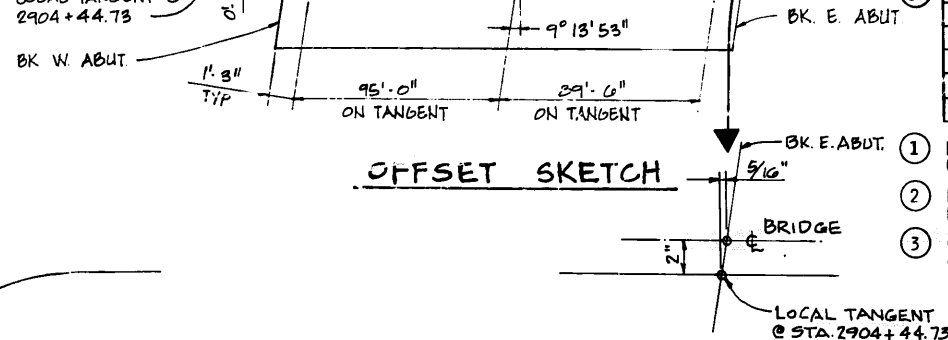 2904+44.73
BK W. ABUT.
9° 13' 53"
BK. E. ABUT.
1'-3"
TYP
95'-0"
ON TANGENT
39'-6"
ON TANGENT
OFFSET SKETCH
BK. E. ABUT.
5/16"
BRIDGE
2"
LOCAL TANGENT
@ STA. 2904+44.73
1
2
3